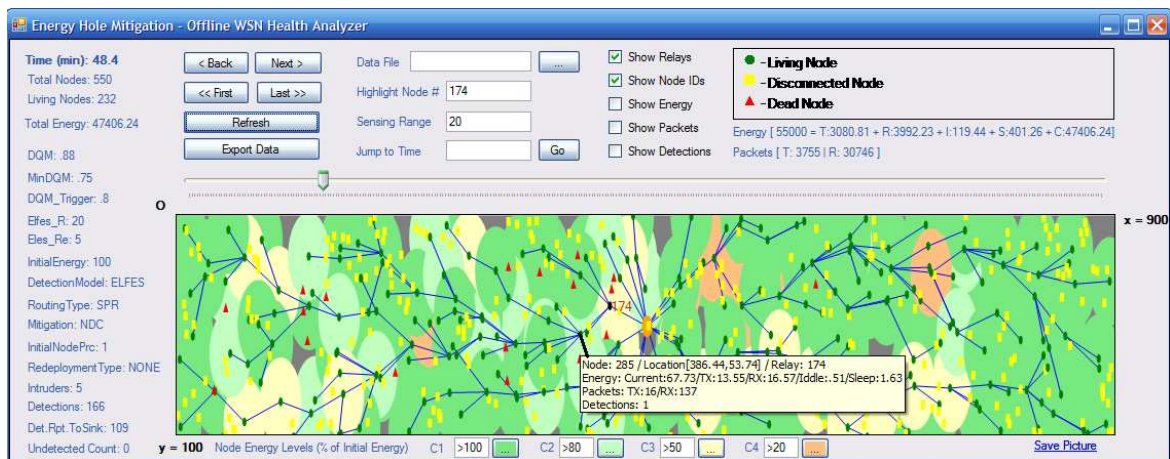 Energy Hole Mitigation - Offline WSN Health Analyzer
Time (min): 48.4
Total Nodes: 550
Living Nodes: 232
Total Energy: 47406.24
DQM: .88
MinDQM: .75
DQM_Trigger: .8
Elfes_R: 20
Eles_Re: 5
InitialEnergy: 100
DetectionModel: ELFES
RoutingType: SPR
Mitigation: NDC
InitialNodePrc: 1
RedeploymentType: NONE
Intruders: 5
Detections: 166
Det.Rpt.ToSink: 109
Undetected Count: 0
< Back Next >
<< First Last >>
Refresh
Export Data
Data File ...
Highlight Node # 174
Sensing Range 20
Jump to Time Go
Show Relays
Show Node IDs
Show Energy
Show Packets
Show Detections
- Living Node
- Disconnected Node
- Dead Node
Energy [ 55000 = T:3080.81 + R:3992.23 + I:119.44 + S:401.26 + C:47406.24]
Packets [ T: 3755 | R: 30746 ]
O
x = 900
174
Node: 285 / Location[386.44,53.74] / Relay: 174
Energy: Current:67.73/TX:13.55/RX:16.57/Iddle:.51/Sleep:1.63
Packets: TX:16/RX:137
Detections: 1
y = 100 Node Energy Levels (% of Initial Energy) C1 >100 ... C2 >80 ... C3 >50 ... C4 >20 ... Save Picture